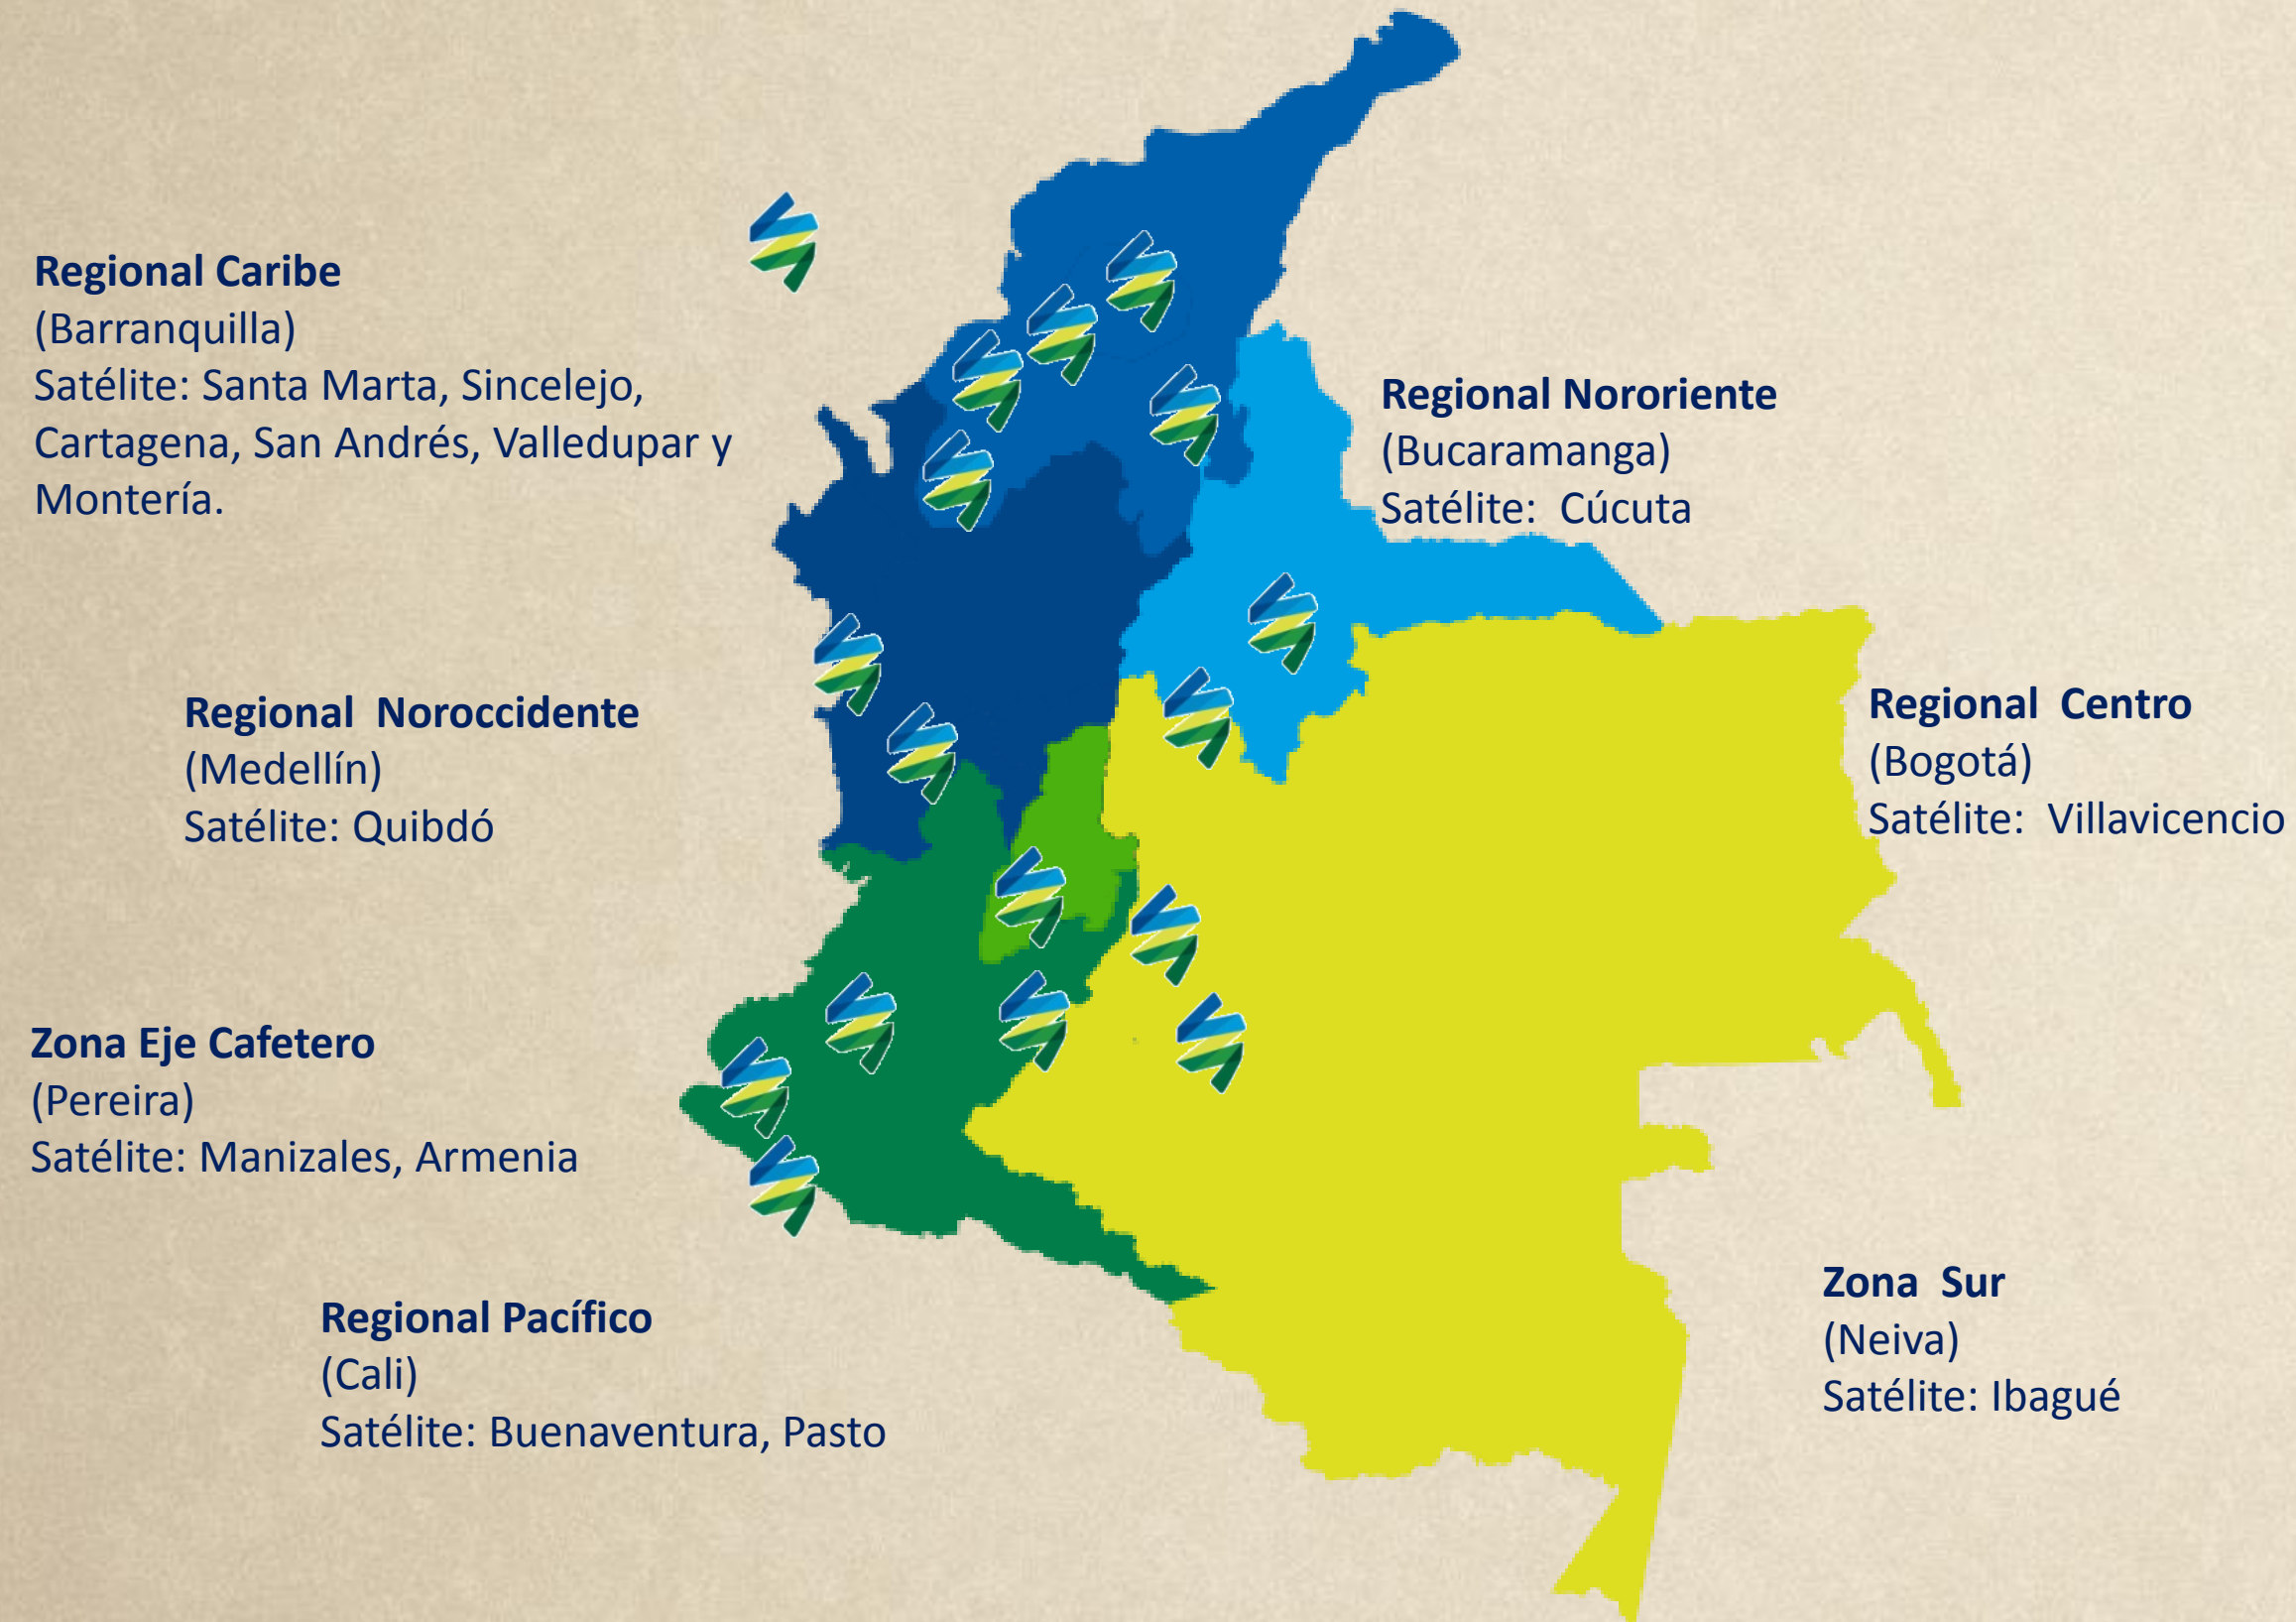 Regional Caribe
(Barranquilla)
Satélite: Santa Marta, Sincelejo,
Cartagena, San Andrés, Valledupar y
Montería.
Regional Nororiente
(Bucaramanga)
Satélite: Cúcuta
Regional Noroccidente
(Medellín)
Satélite: Quibdó
Regional Centro
(Bogotá)
Satélite: Villavicencio
Zona Eje Cafetero
(Pereira)
Satélite: Manizales, Armenia
Regional Pacífico
(Cali)
Satélite: Buenaventura, Pasto
Zona Sur
(Neiva)
Satélite: Ibagué